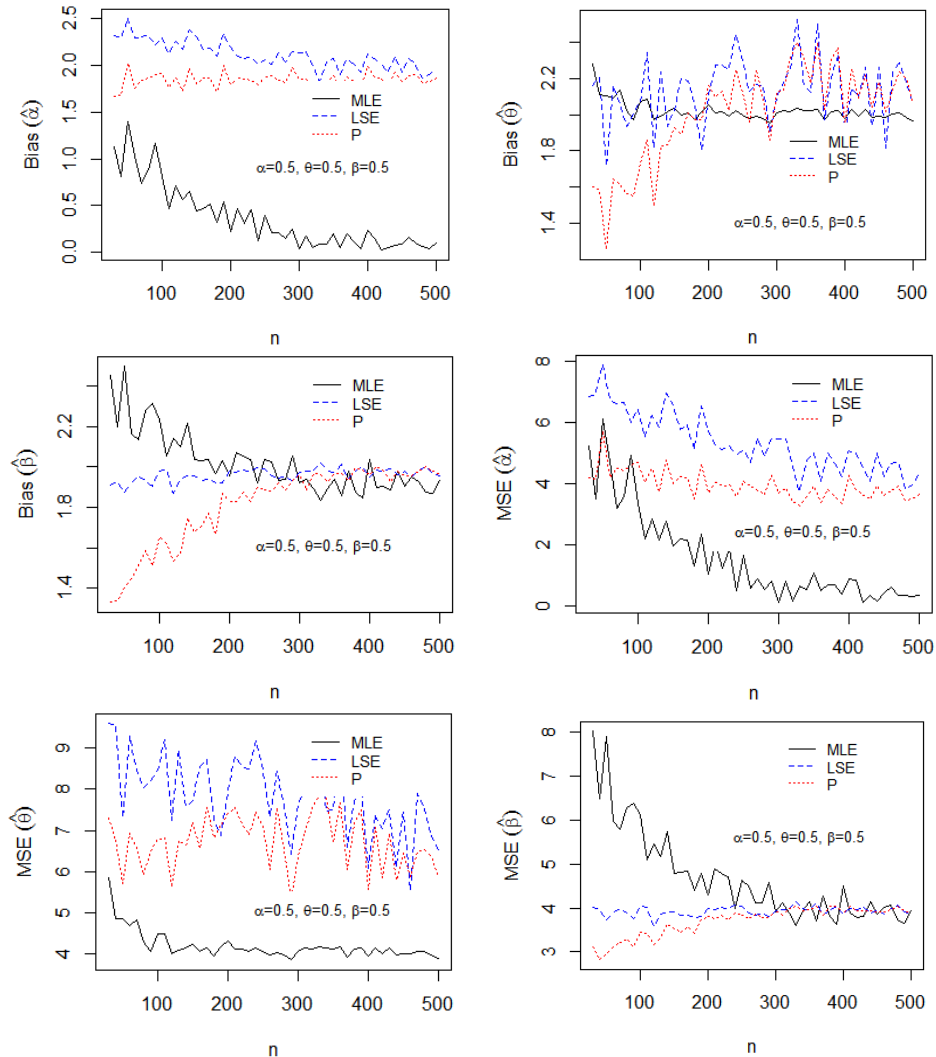 Bias (α̂)
2.5
2.0
1.5
1.0
0.5
0.0
MLE
LSE
P
α=0.5, θ=0.5, β=0.5
100 200 300 400 500
n
Bias (θ̂)
2.2
1.8
1.4
MLE
LSE
P
α=0.5, θ=0.5, β=0.5
100 200 300 400 500
n
Bias (β̂)
2.2
1.8
1.4
MLE
LSE
P
α=0.5, θ=0.5, β=0.5
100 200 300 400 500
n
MSE (α̂)
8
6
4
2
0
MLE
LSE
P
α=0.5, θ=0.5, β=0.5
100 200 300 400 500
n
MSE (θ̂)
9
8
7
6
5
4
MLE
LSE
P
α=0.5, θ=0.5, β=0.5
100 200 300 400 500
n
MSE (β̂)
8
7
6
5
4
3
MLE
LSE
P
α=0.5, θ=0.5, β=0.5
100 200 300 400 500
n